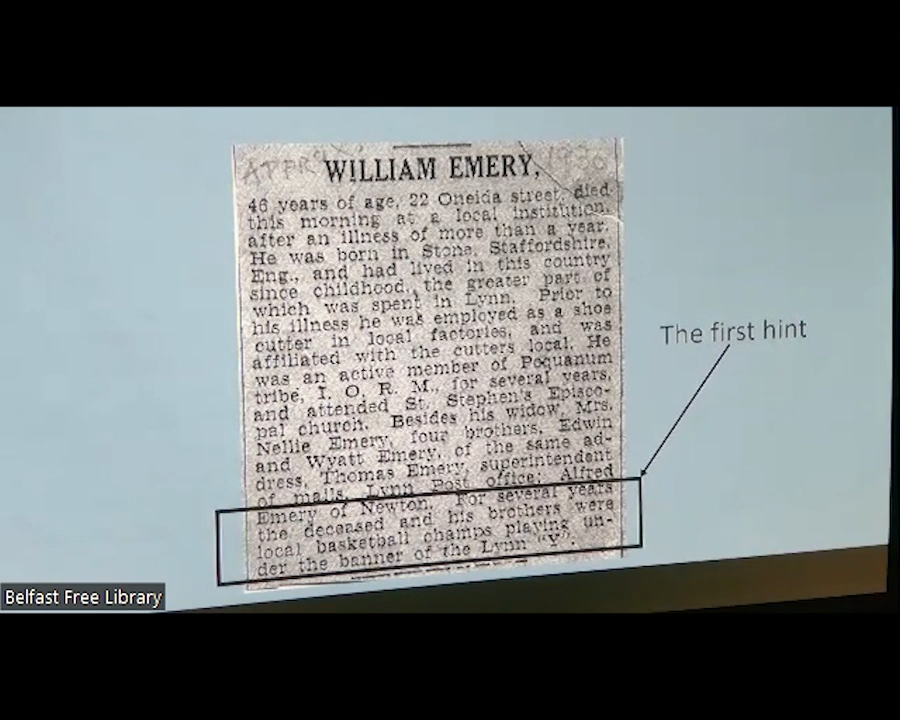 APPROX, 1930
WILLIAM EMERY,
46 years of age, 22 Oneida street, died
this morning at a local institution,
after an illness of more than a year.
He was born in Stone, Staffordshire,
Eng., and had lived in this country
since childhood, the greater part of
which was spent in Lynn. Prior to
his illness he was employed as a shoe
cutter in local factories, and was
affiliated with the cutters local. He
was an active member of Poquanum
tribe, I. O. R. M., for several years,
and attended St. Stephen's Episco-
pal church. Besides his widow, Mrs.
Nellie Emery, four brothers, Edwin
and Wyatt Emery, of the same ad-
dress, Thomas Emery, superintendent
of mails, Lynn Post office; Alfred
Emery of Newton. For several years
the deceased and his brothers were
local basketball champs playing un-
der the banner of the Lynn "Y".
The first hint
Belfast Free Library